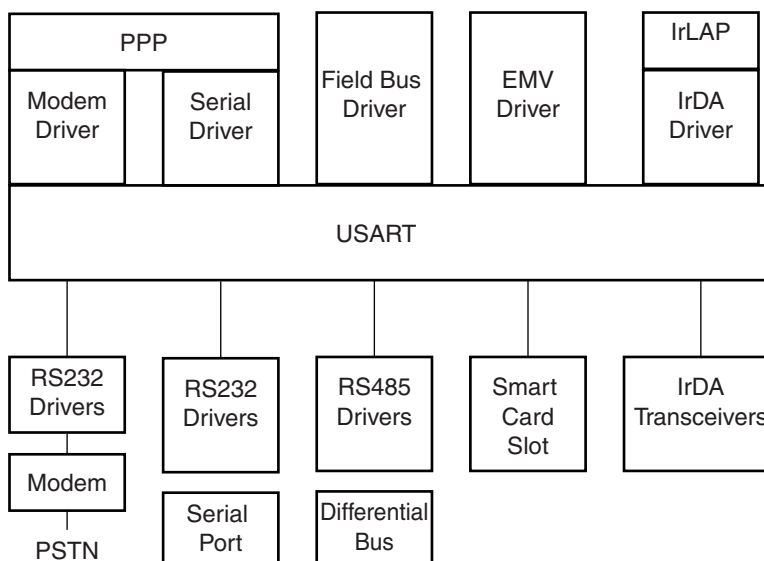 PPP
Modem
Driver
Serial
Driver
Field Bus
Driver
EMV
Driver
IrLAP
IrDA
Driver
USART
RS232
Drivers
Modem
PSTN
RS232
Drivers
Serial
Port
RS485
Drivers
Differential
Bus
Smart
Card
Slot
IrDA
Transceivers